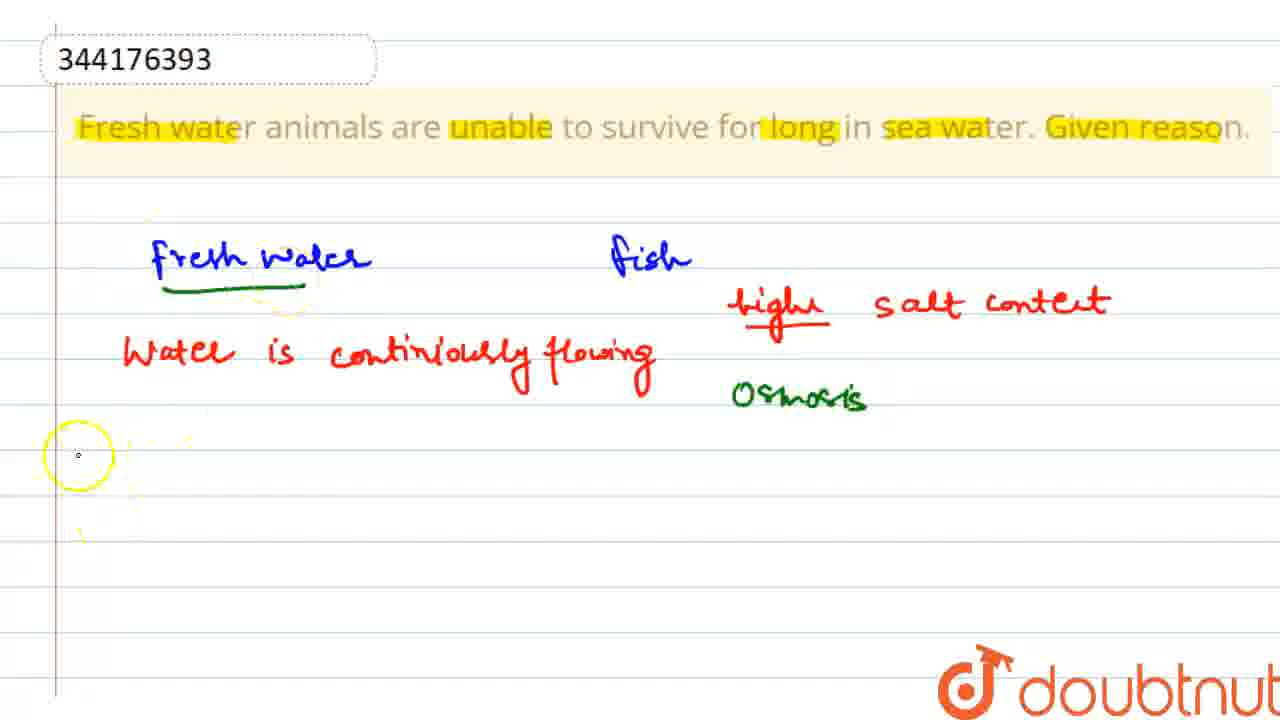 344176393
Fresh water animals are unable to survive for long in sea water. Given reason.
fresh water fish
high salt content
Water is continiously flowing
Osmosis
doubtnut